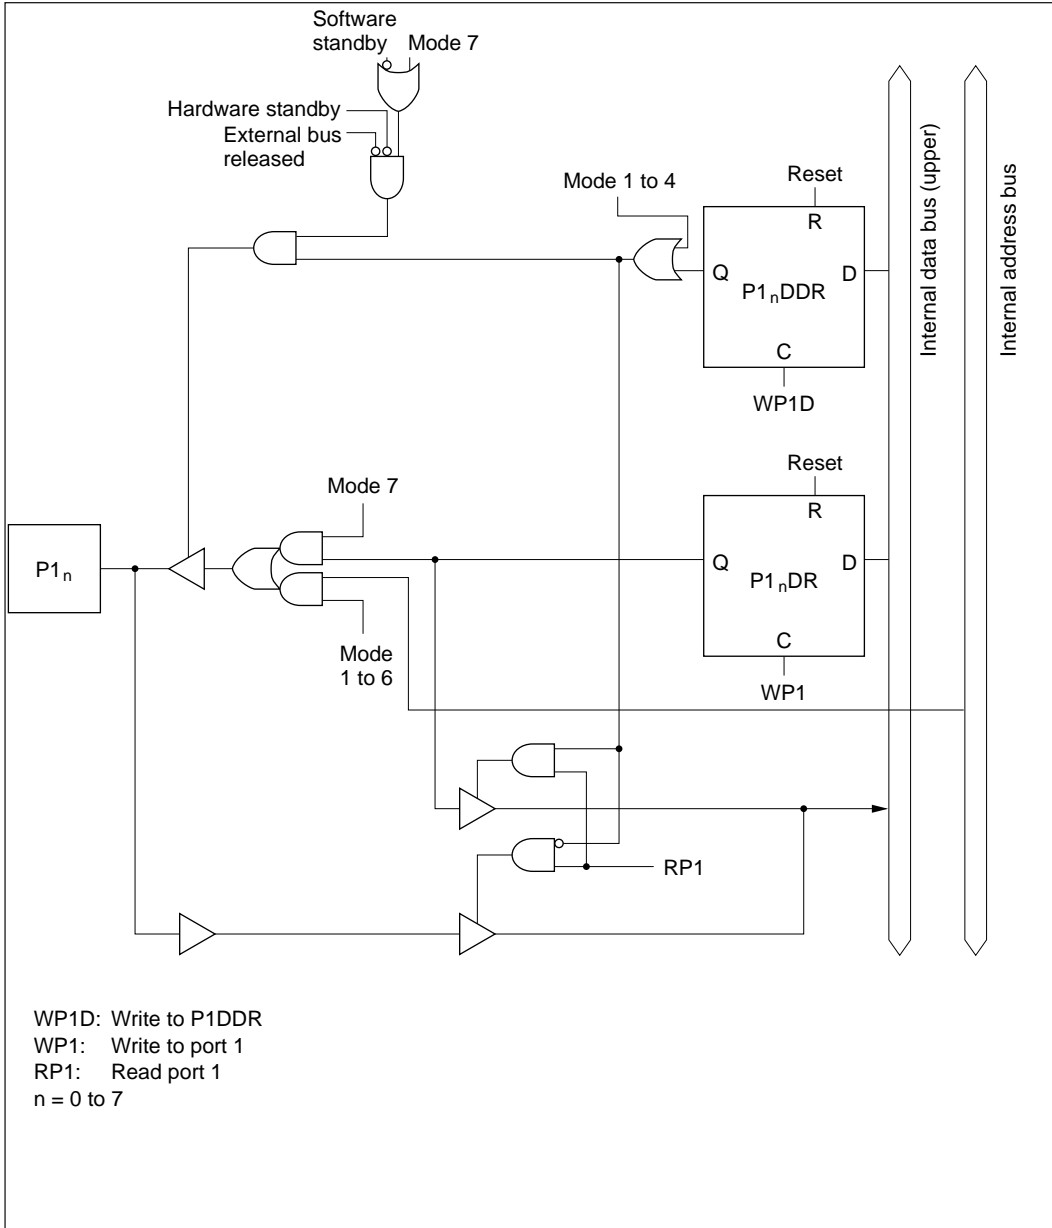 Software
standby
Mode 7
Hardware standby
External bus
released
Mode 1 to 4
Reset
R
Q
D
P1nDDR
C
WP1D
Internal data bus (upper)
Internal address bus
Mode 7
Reset
R
P1n
Q
D
P1nDR
C
Mode
1 to 6
WP1
RP1
WP1D: Write to P1DDR
WP1: Write to port 1
RP1: Read port 1
n = 0 to 7